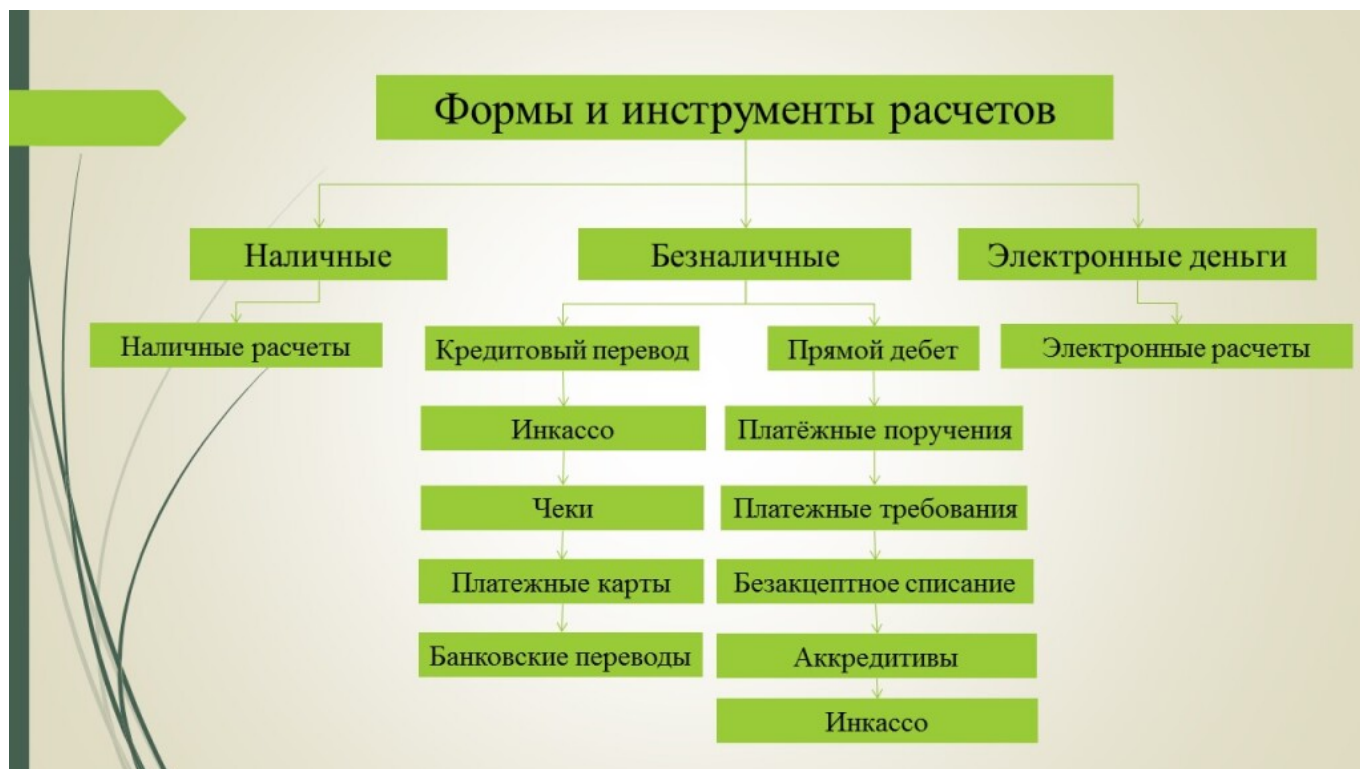 Формы и инструменты расчетов
Наличные
Безналичные
Электронные деньги
Наличные расчеты
Кредитовый перевод
Прямой дебет
Электронные расчеты
Инкассо
Платёжные поручения
Чеки
Платежные требования
Платежные карты
Безакцептное списание
Банковские переводы
Аккредитивы
Инкассо